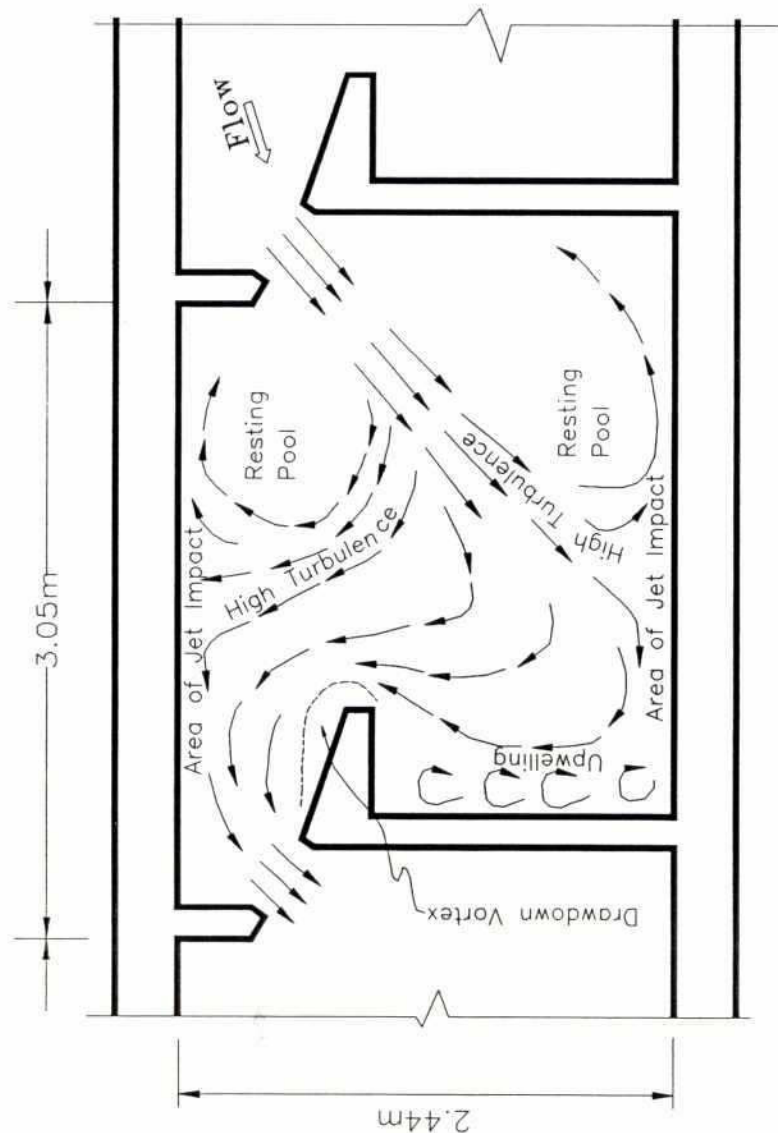 Flow
Resting
Pool
Resting
Pool
High Turbulence
High Turbulence
Area of Jet Impact
Area of Jet Impact
3.05m
Upwelling
Drawdown Vortex
2.44m